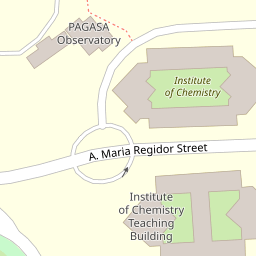 PAGASA
Observatory
Institute
of Chemistry
A. Maria Regidor Street
Institute
of Chemistry
Teaching
Building